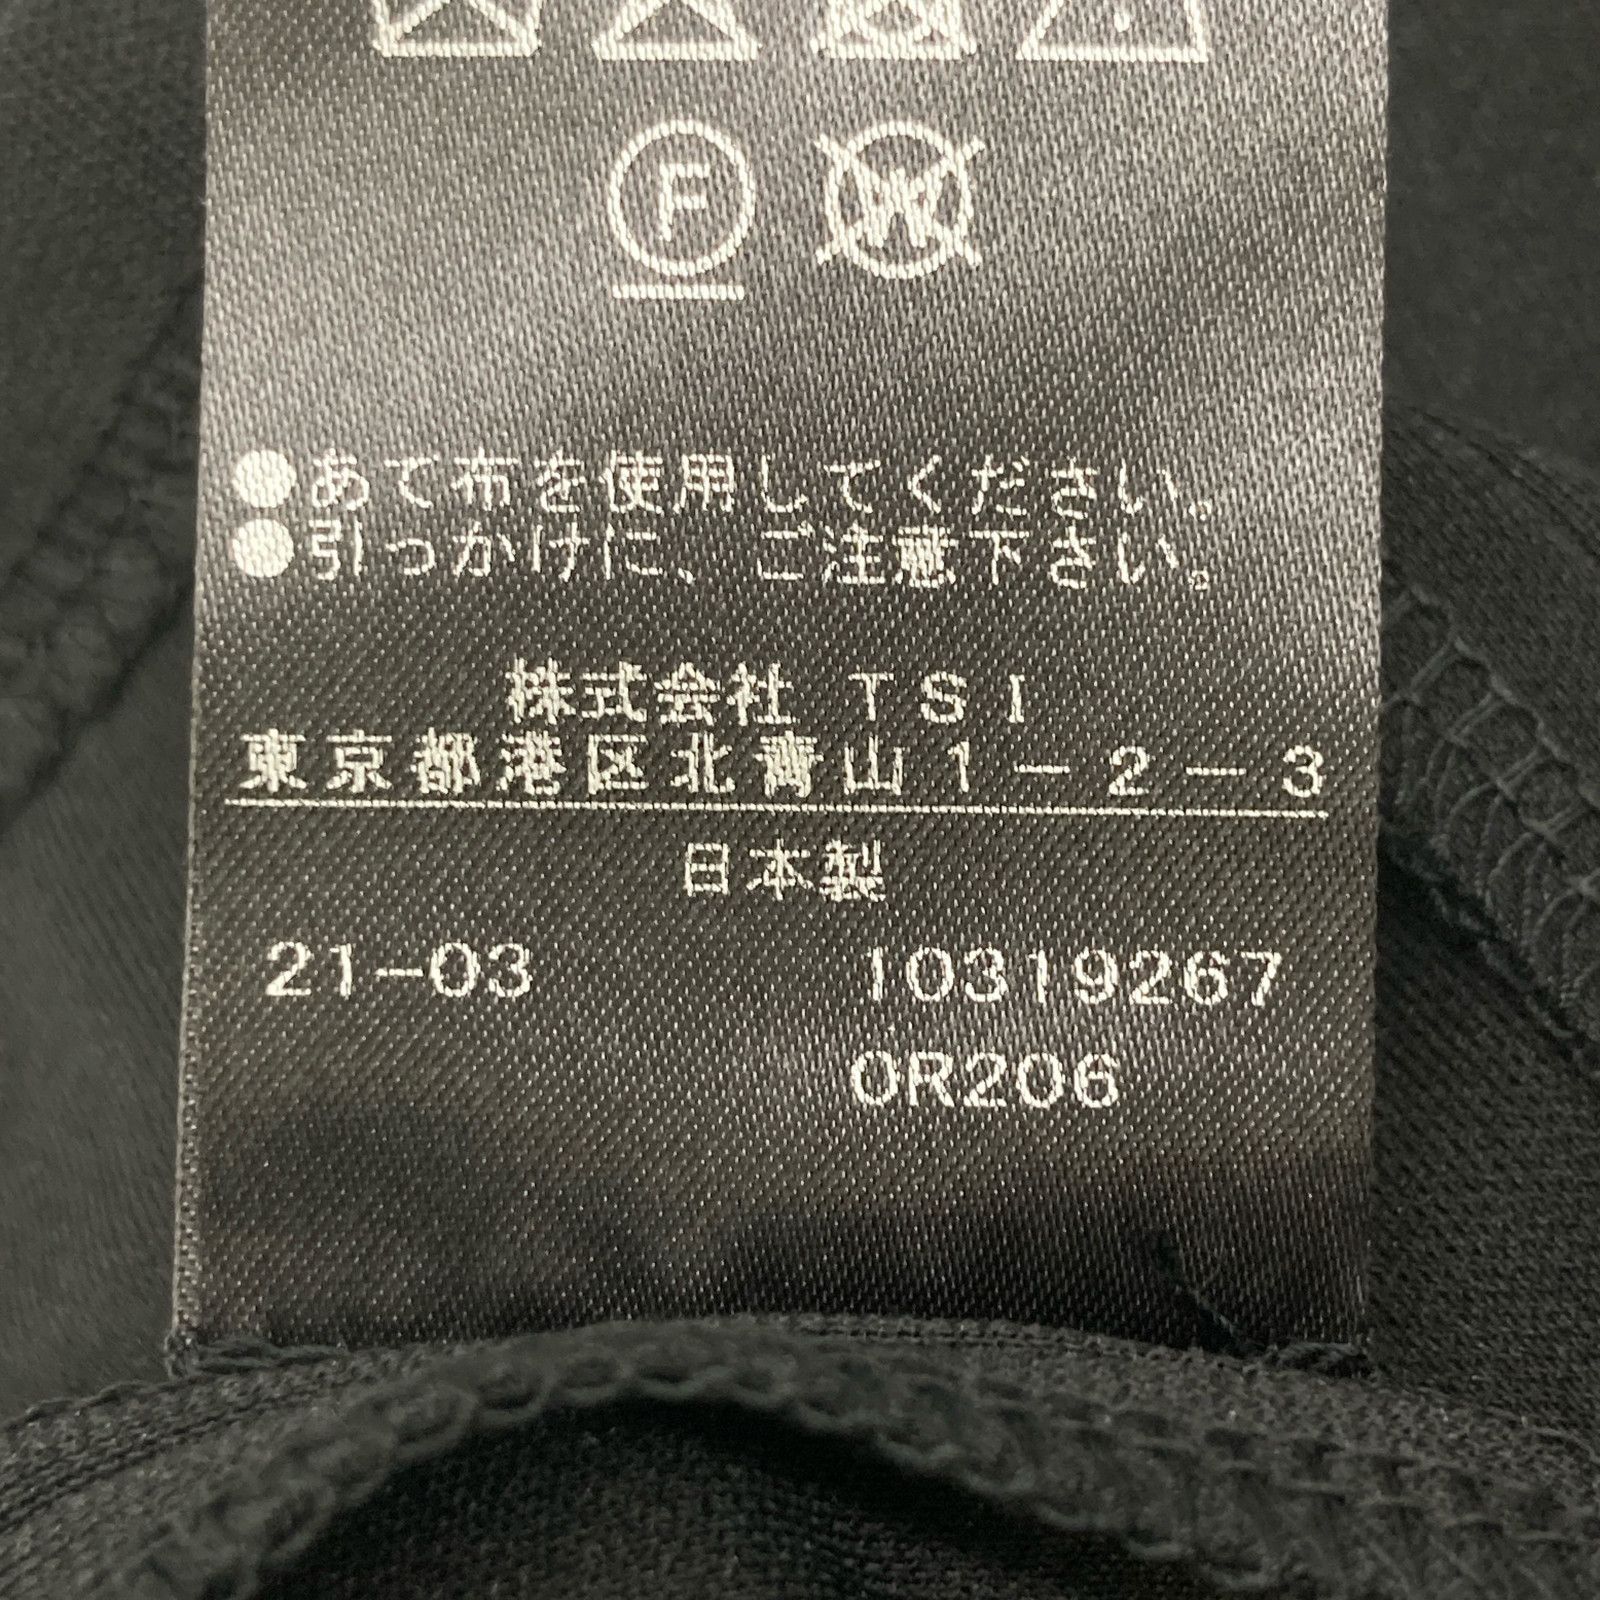 F W
●あて布を使用してください。
●引っかけに、ご注意下さい。
株式会社 TSI
東京都港区北青山1-2-3
日本製
21-03 10319267
0R206